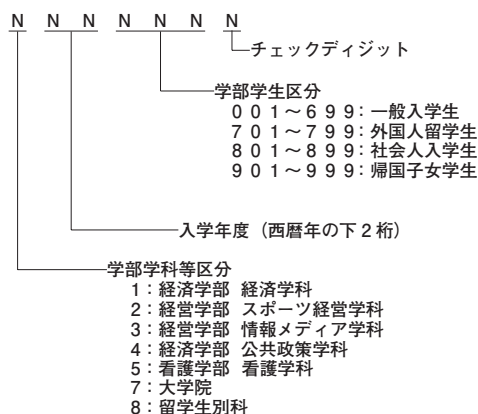 N N N N N N N
チェックディジット
学部学生区分
００１～６９９：一般入学生
７０１～７９９：外国人留学生
８０１～８９９：社会人入学生
９０１～９９９：帰国子女学生
入学年度（西暦年の下２桁）
学部学科等区分
１：経済学部 経済学科
２：経営学部 スポーツ経営学科
３：経営学部 情報メディア学科
４：経済学部 公共政策学科
５：看護学部 看護学科
７：大学院
８：留学生別科